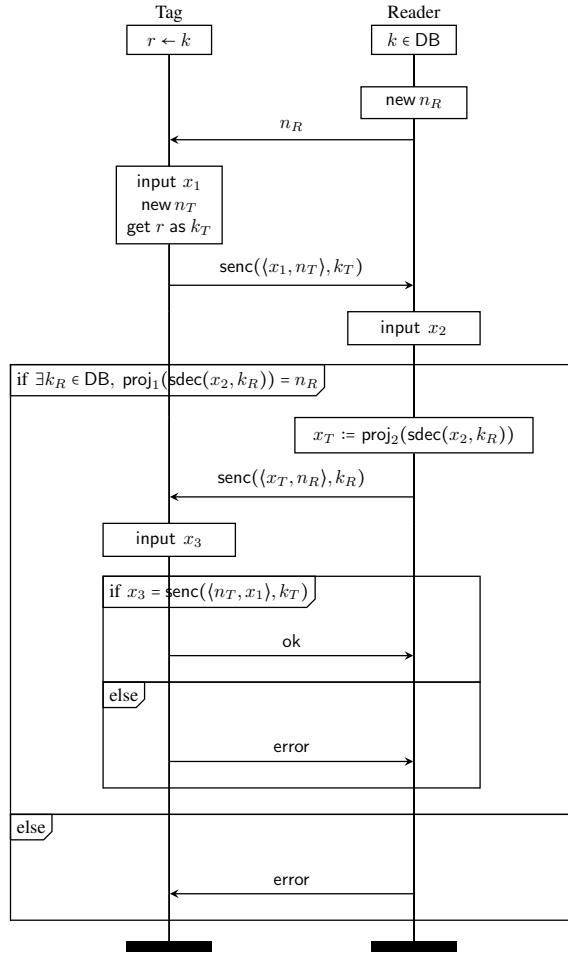 Tag Reader
r ← k k ∈ DB
new n_R
n_R
input x_1
new n_T
get r as k_T
senc(⟨x_1, n_T⟩, k_T)
input x_2
if ∃k_R ∈ DB, proj_1(sdec(x_2, k_R)) = n_R
x_T := proj_2(sdec(x_2, k_R))
senc(⟨x_T, n_R⟩, k_R)
input x_3
if x_3 = senc(⟨n_T, x_1⟩, k_T)
ok
else
error
else
error